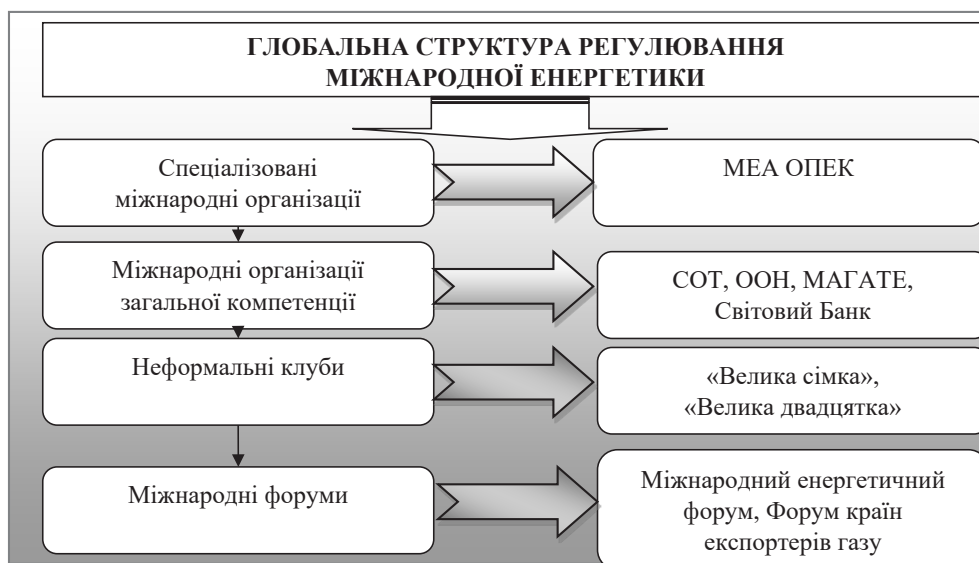 ГЛОБАЛЬНА СТРУКТУРА РЕГУЛЮВАННЯ
МІЖНАРОДНОЇ ЕНЕРГЕТИКИ
Спеціалізовані
міжнародні організації
МЕА ОПЕК
Міжнародні організації
загальної компетенції
СОТ, ООН, МАГАТЕ,
Світовий Банк
Неформальні клуби
«Велика сімка»,
«Велика двадцятка»
Міжнародні форуми
Міжнародний енергетичний
форум, Форум країн
експортерів газу